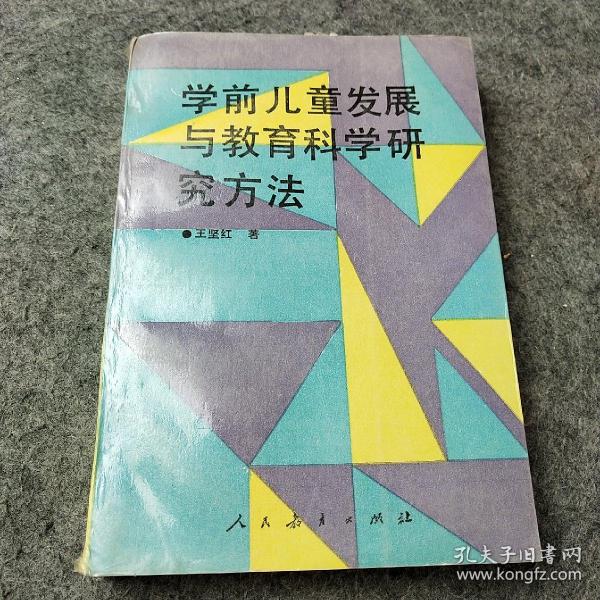 学前儿童发展
与教育科学研
究方法
●王坚红 著
人民教育出版社
孔夫子旧书网
www.kongfz.com